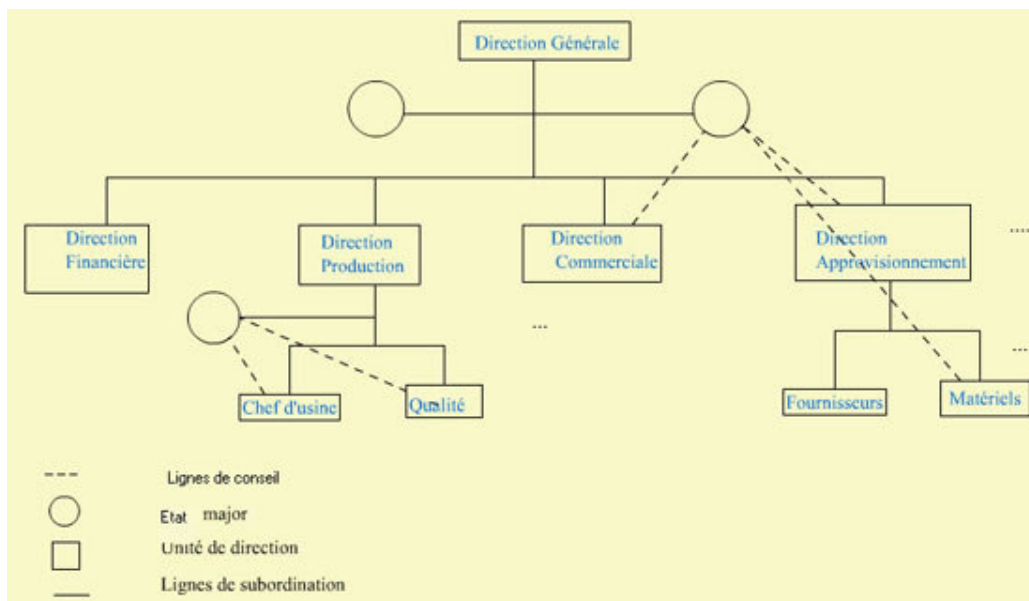 Direction Générale
Direction
Financière
Direction
Production
Direction
Commerciale
Direction
Approvisionnement
....
...
....
Chef d'usine
Qualité
Fournisseurs
Matériels
Lignes de conseil
Etat major
Unité de direction
Lignes de subordination